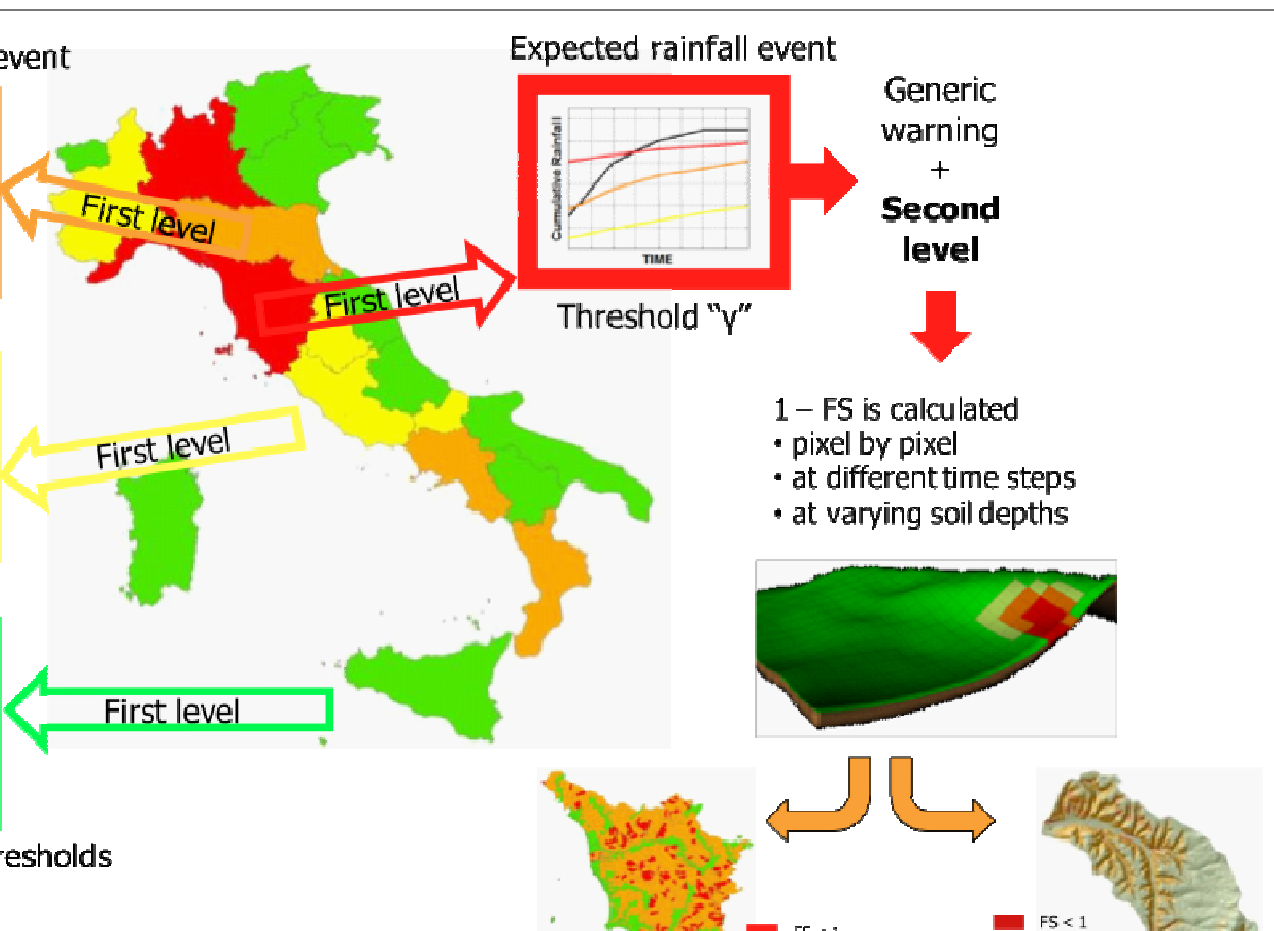 event
Expected rainfall event
Cumulative Rainfall
TIME
Threshold “γ”
Generic
warning
+
Second
level
First level
First level
First level
First level
1 – FS is calculated
• pixel by pixel
• at different time steps
• at varying soil depths
resholds
FS < 1